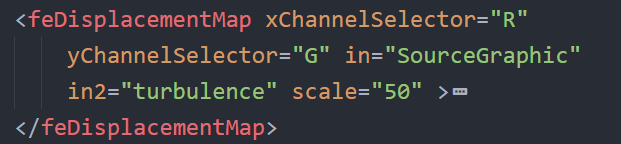 <feDisplacementMap xChannelSelector="R"
yChannelSelector="G" in="SourceGraphic"
in2="turbulence" scale="50" >⋯
</feDisplacementMap>